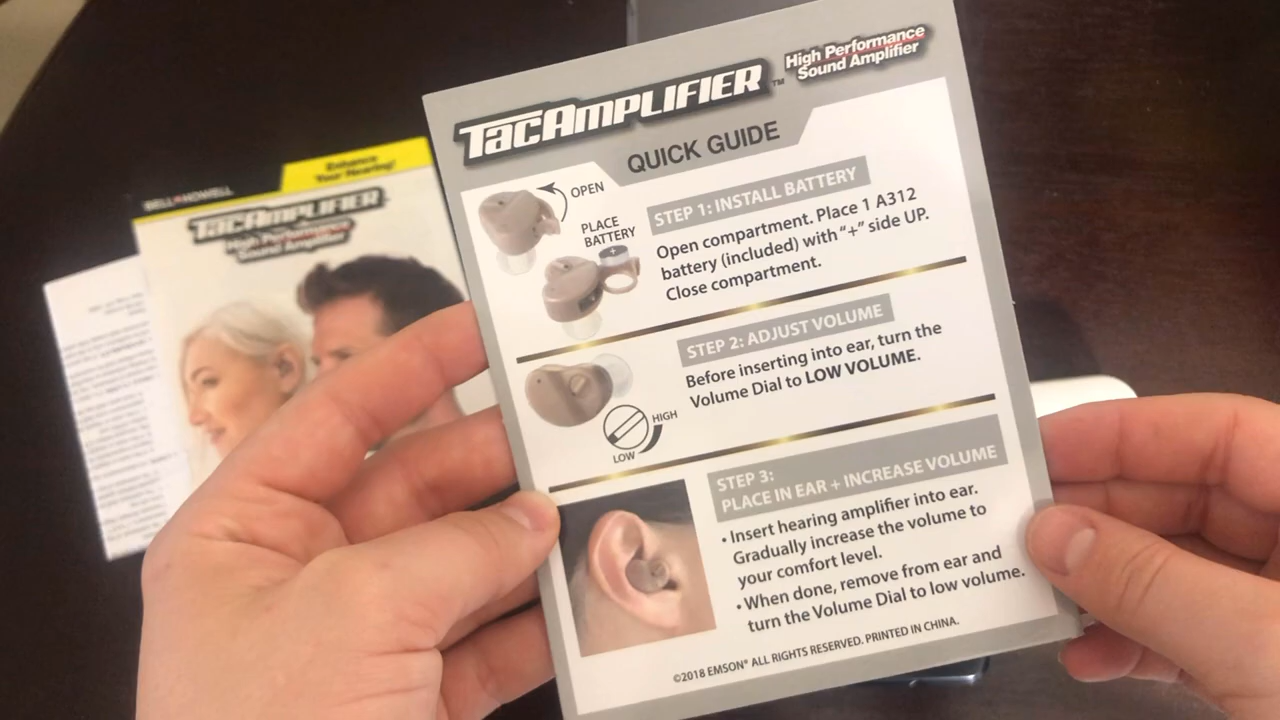 TACAMPLIFIER™
High Performance
Sound Amplifier
QUICK GUIDE
OPEN
PLACE
BATTERY
+
STEP 1: INSTALL BATTERY
Open compartment. Place 1 A312
battery (included) with “+” side UP.
Close compartment.
STEP 2: ADJUST VOLUME
Before inserting into ear, turn the
Volume Dial to LOW VOLUME.
HIGH
LOW
STEP 3:
PLACE IN EAR + INCREASE VOLUME
• Insert hearing amplifier into ear.
Gradually increase the volume to
your comfort level.
• When done, remove from ear and
turn the Volume Dial to low volume.
©2018 EMSON® ALL RIGHTS RESERVED. PRINTED IN CHINA.
BELL+HOWELL
Enhance
Your Hearing!
TACAMPLIFIER
High Performance
Sound Amplifier